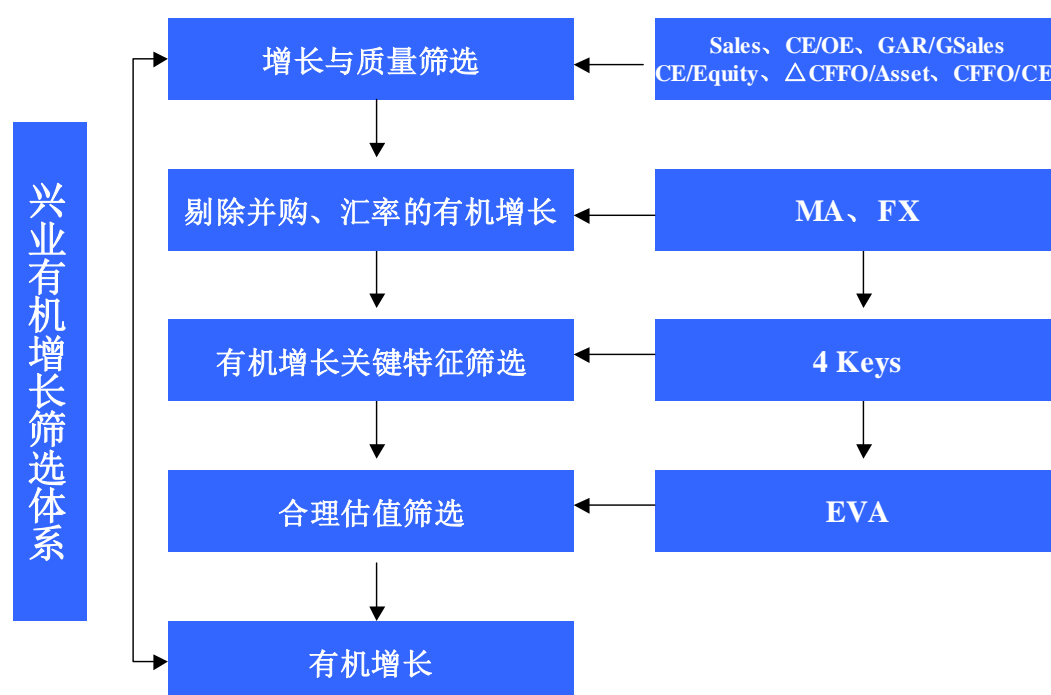 兴业有机增长筛选体系
增长与质量筛选
Sales、CE/OE、GAR/GSales
CE/Equity、△CFFO/Asset、CFFO/CE
剔除并购、汇率的有机增长
MA、FX
有机增长关键特征筛选
4 Keys
合理估值筛选
EVA
有机增长